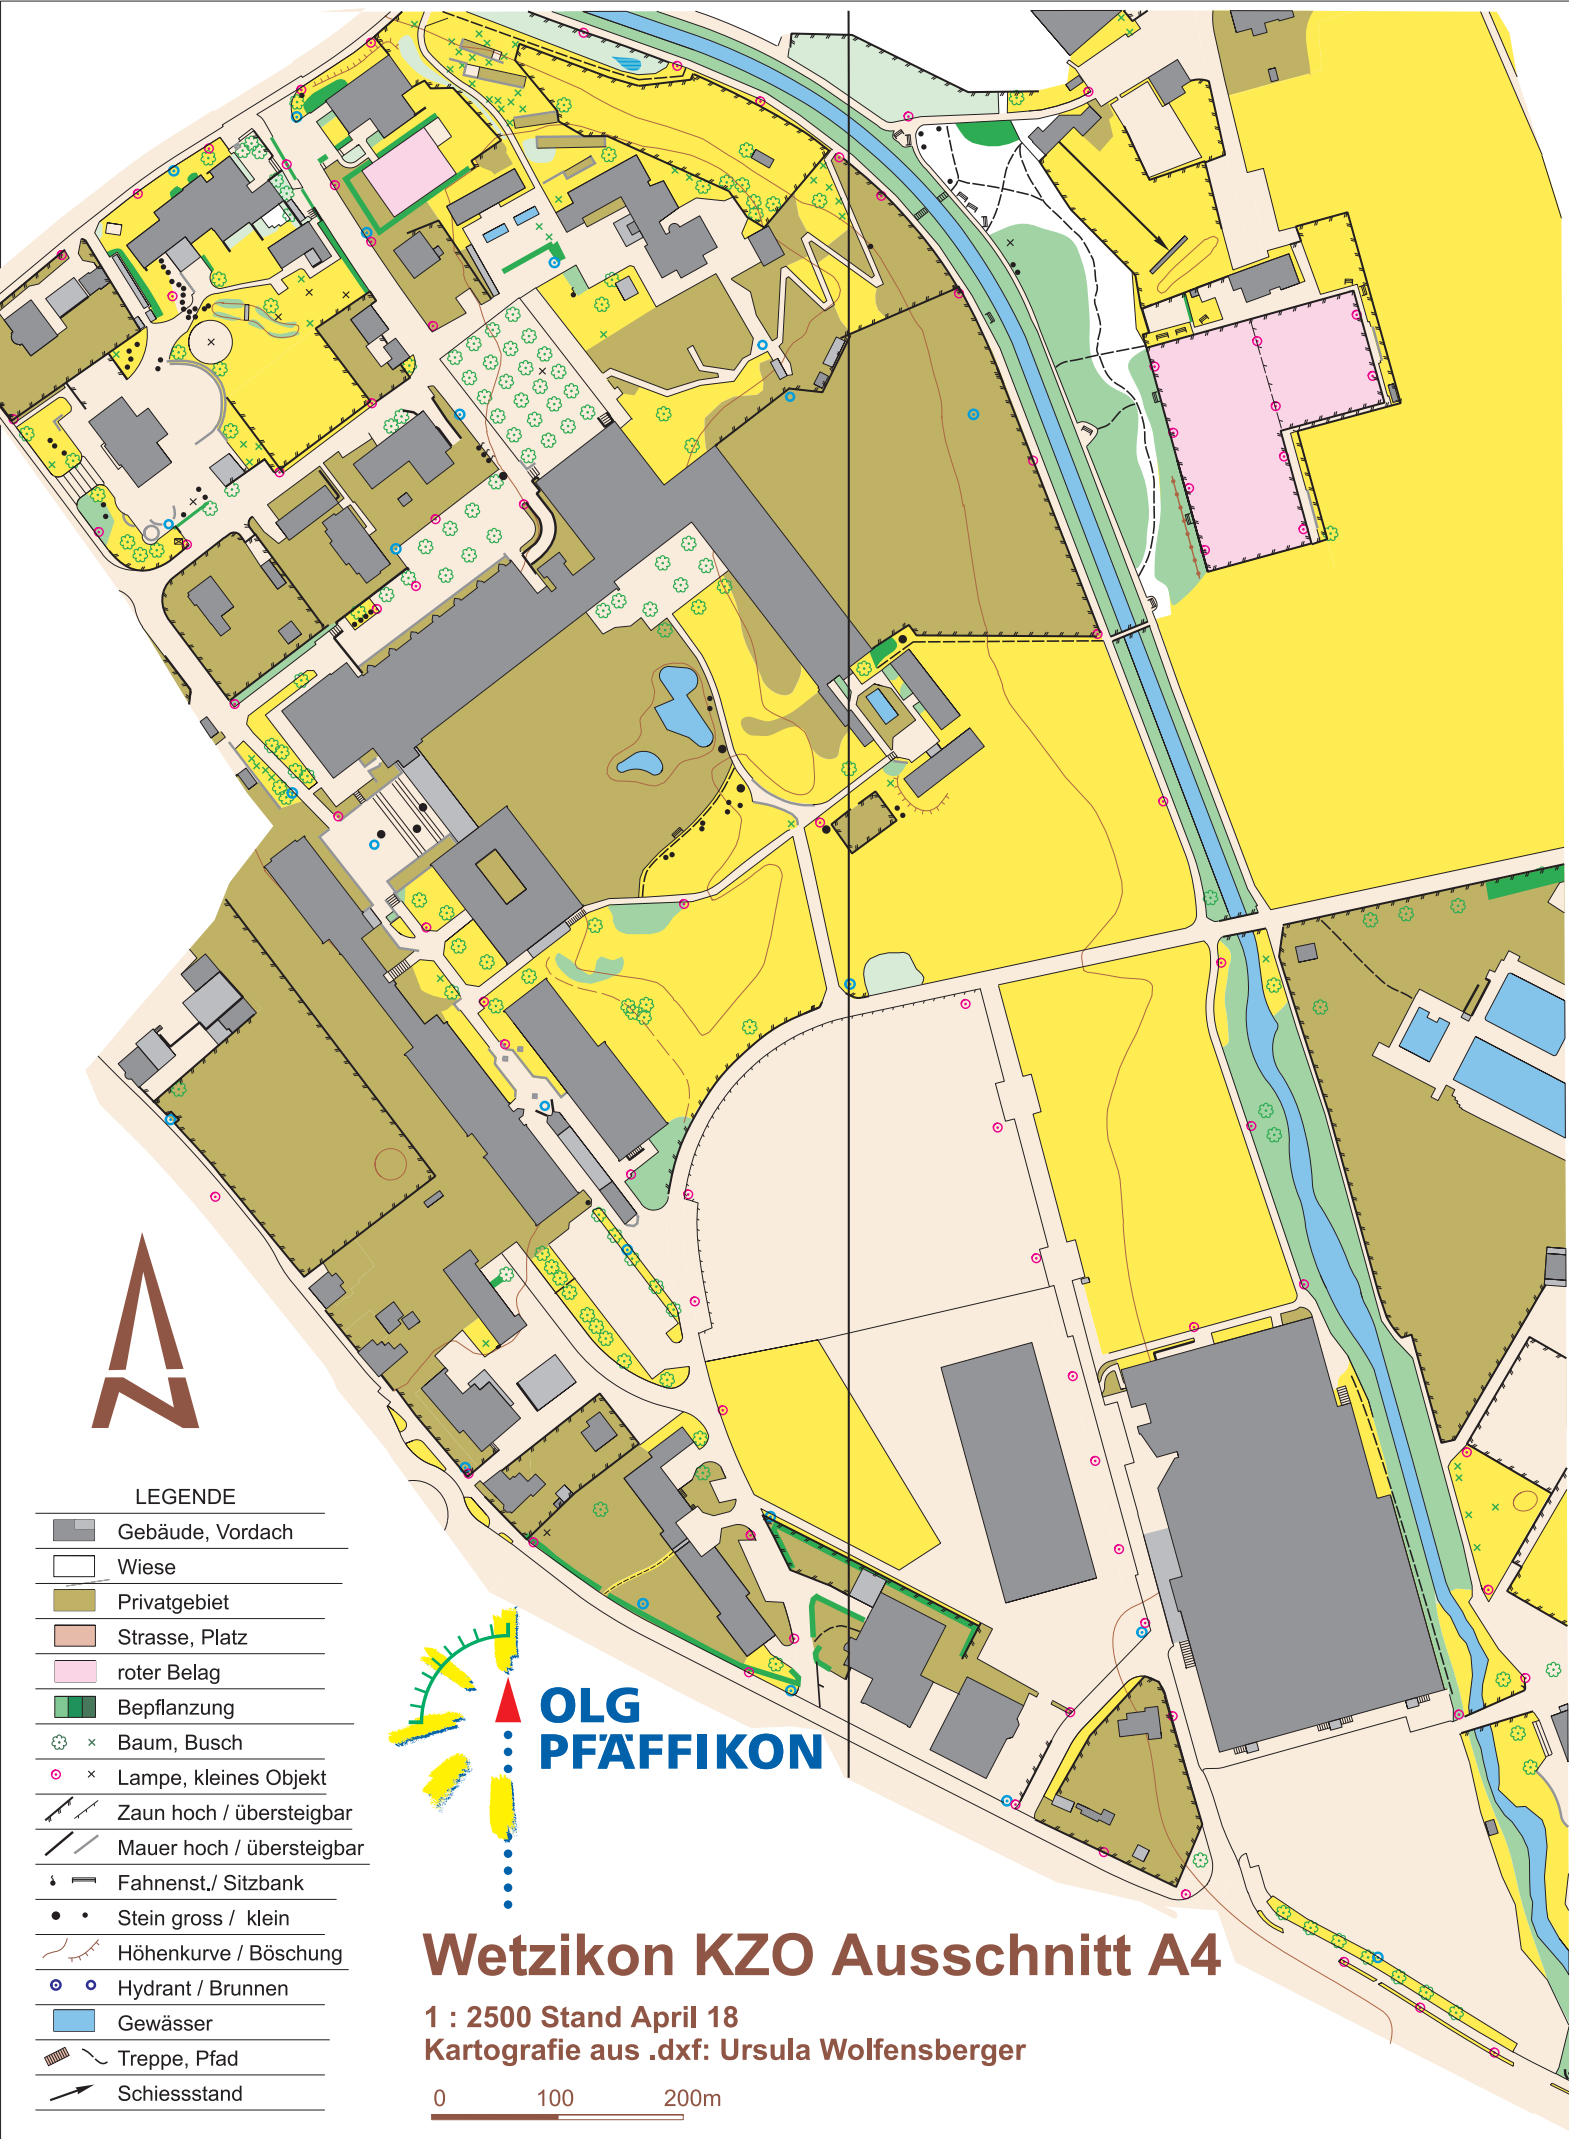 LEGENDE
Gebäude, Vordach
Wiese
Privatgebiet
Strasse, Platz
roter Belag
Bepflanzung
Baum, Busch
Lampe, kleines Objekt
Zaun hoch / übersteigbar
Mauer hoch / übersteigbar
Fahnenst./ Sitzbank
Stein gross / klein
Höhenkurve / Böschung
Hydrant / Brunnen
Gewässer
Treppe, Pfad
Schiessstand
OLG
PFÄFFIKON
Wetzikon KZO Ausschnitt A4
1 : 2500 Stand April 18
Kartografie aus .dxf: Ursula Wolfensberger
0 100 200m